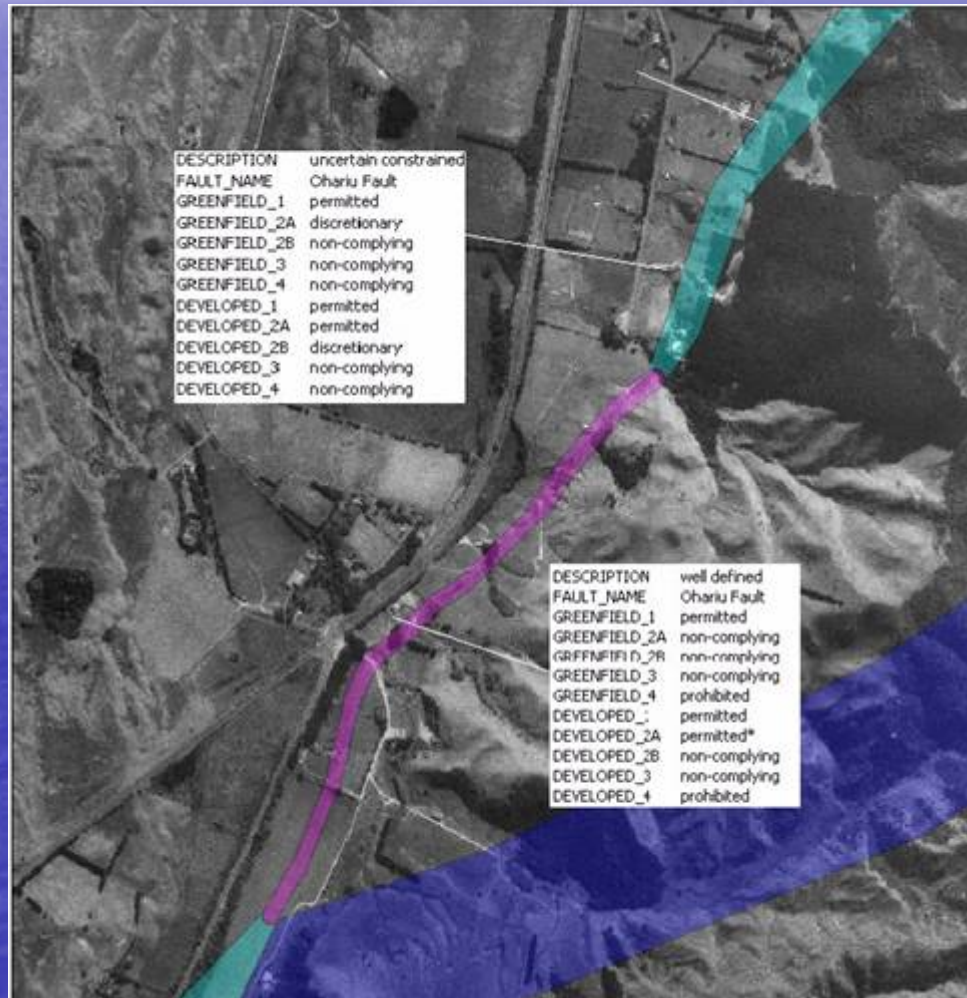 DESCRIPTION uncertain constrained
FAULT_NAME Ohariu Fault
GREENFIELD_1 permitted
GREENFIELD_2A discretionary
GREENFIELD_2B non-complying
GREENFIELD_3 non-complying
GREENFIELD_4 non-complying
DEVELOPED_1 permitted
DEVELOPED_2A permitted
DEVELOPED_2B discretionary
DEVELOPED_3 non-complying
DEVELOPED_4 non-complying
DESCRIPTION well defined
FAULT_NAME Ohariu Fault
GREENFIELD_1 permitted
GREENFIELD_2A non-complying
GREENFIELD_2B non-complying
GREENFIELD_3 non-complying
GREENFIELD_4 prohibited
DEVELOPED_1 permitted
DEVELOPED_2A permitted*
DEVELOPED_2B non-complying
DEVELOPED_3 non-complying
DEVELOPED_4 prohibited